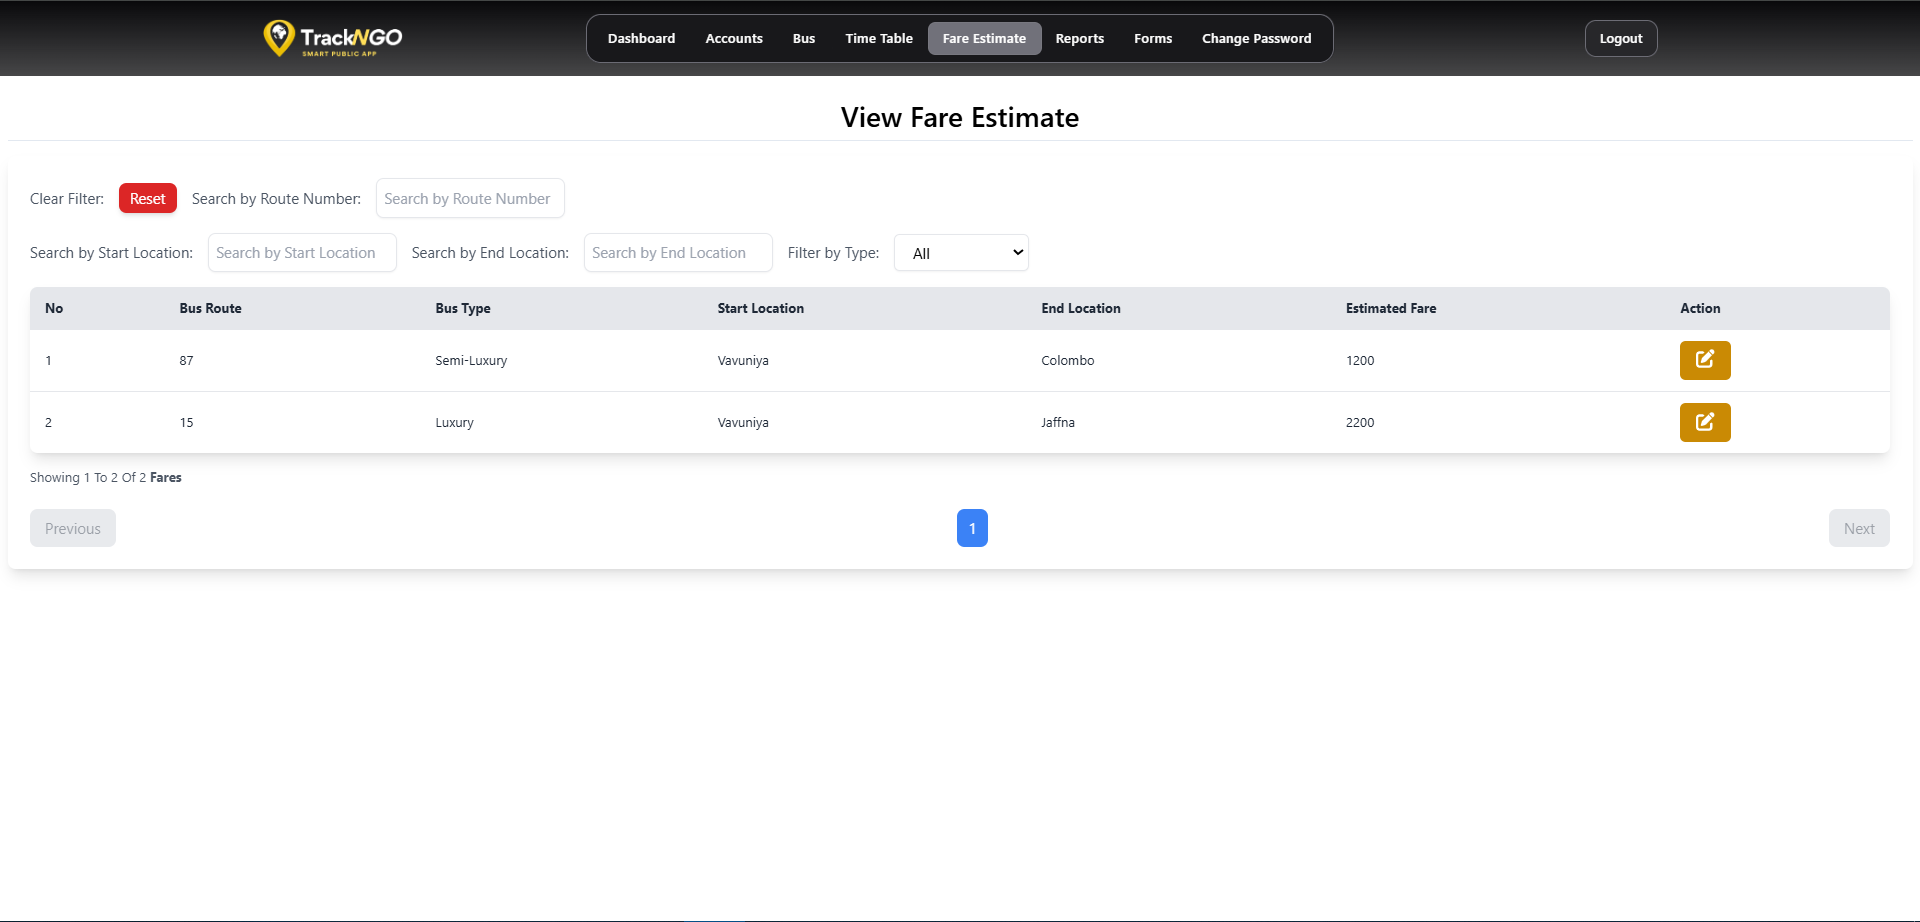 TrackNGO
SMART PUBLIC APP
Dashboard Accounts Bus Time Table Fare Estimate Reports Forms Change Password
Logout
View Fare Estimate
Clear Filter: Reset Search by Route Number: Search by Route Number
Search by Start Location: Search by Start Location Search by End Location: Search by End Location Filter by Type: All
No Bus Route Bus Type Start Location End Location Estimated Fare Action
1 87 Semi-Luxury Vavuniya Colombo 1200
2 15 Luxury Vavuniya Jaffna 2200
Showing 1 To 2 Of 2 Fares
Previous 1 Next